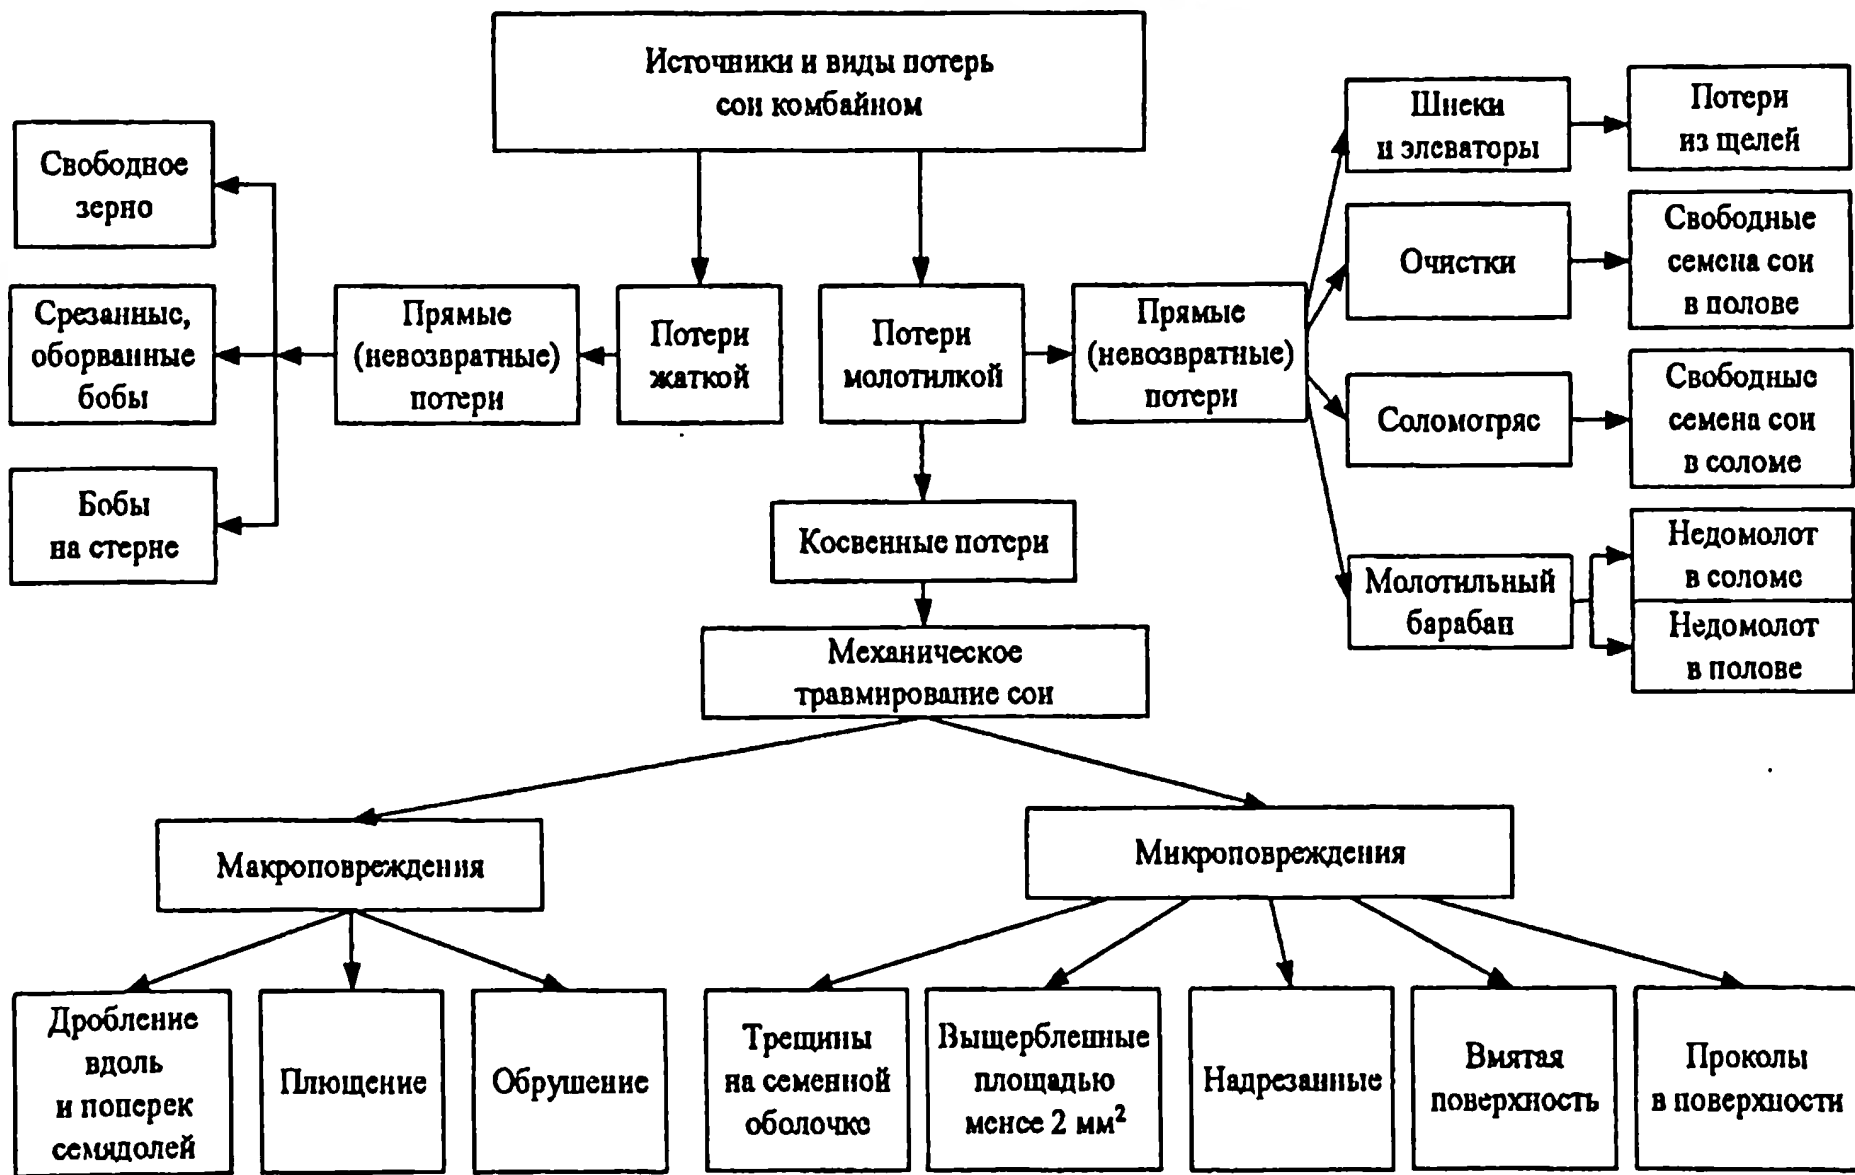 Источники и виды потерь
сои комбайном
Свободное
зерно
Срезанные,
оборванные
бобы
Бобы
на стерне
Прямые
(невозвратные)
потери
Потери
жаткой
Потери
молотилкой
Прямые
(невозвратные)
потери
Шнеки
и элеваторы
Потери
из щелей
Очистки
Свободные
семена сои
в полове
Соломотряс
Свободные
семена сои
в соломе
Молотильный
барабан
Недомолот
в соломе
Недомолот
в полове
Косвенные потери
Механическое
травмирование сои
Макроповреждения
Микроповреждения
Дробление
вдоль
и поперек
семядолей
Плющение
Обрушение
Трещины
на семенной
оболочке
Выщербленные
площадью
менее 2 мм²
Надрезанные
Вмятая
поверхность
Проколы
в поверхности